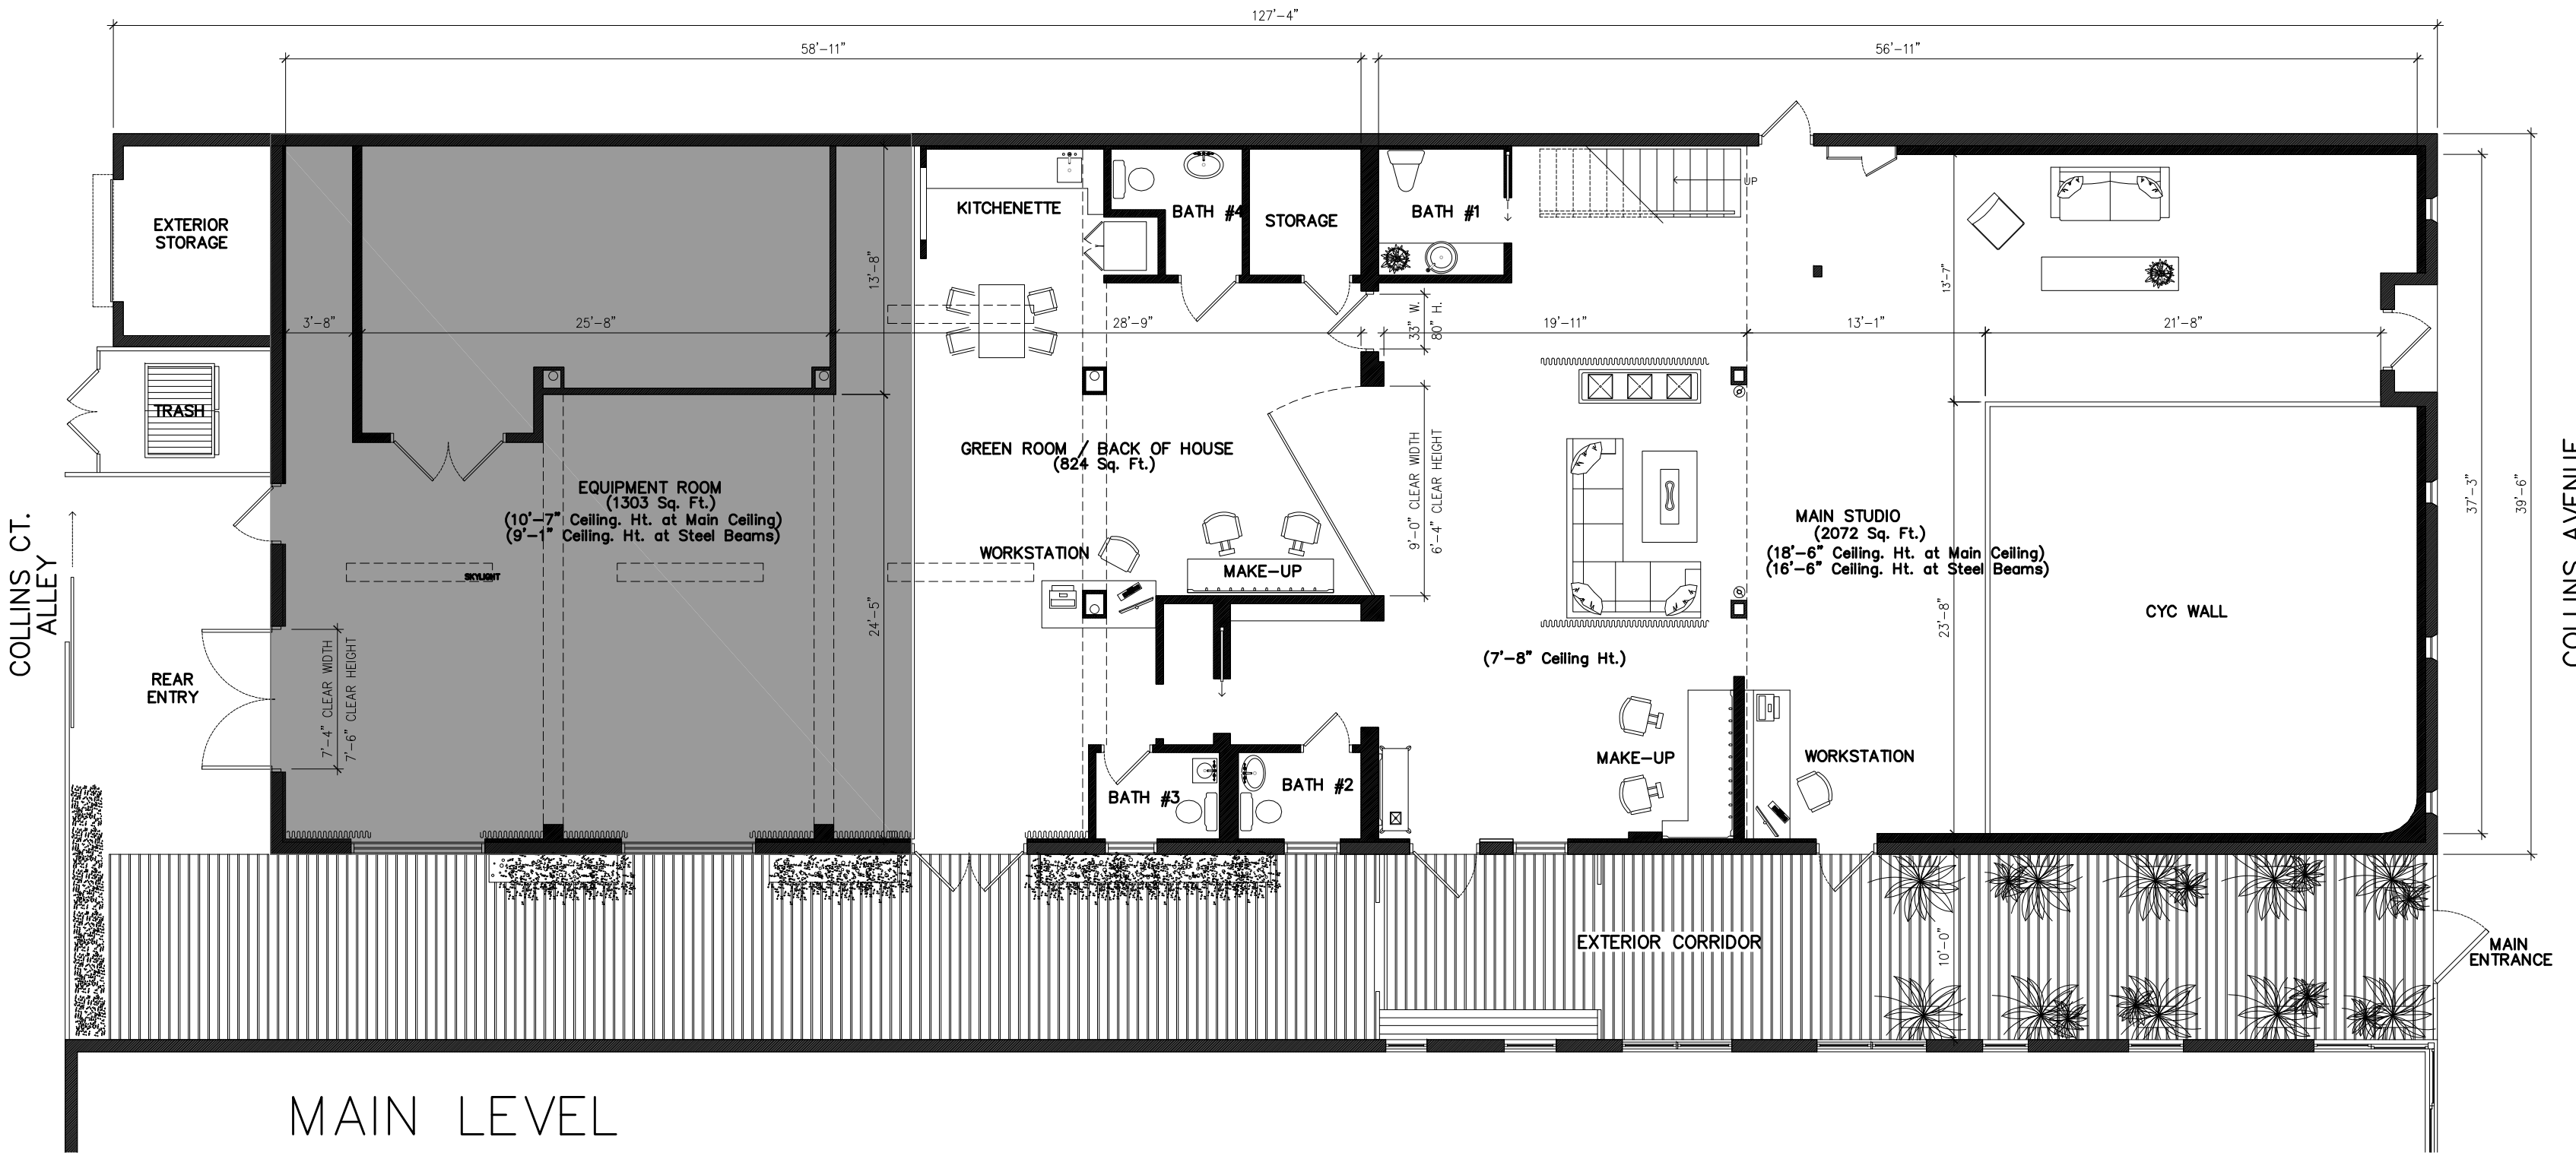 127'-4"
58'-11"
56'-11"
UP
EXTERIOR
STORAGE
KITCHENETTE
BATH #4
STORAGE
BATH #1
13'-8"
13'-7"
3'-8"
25'-8"
28'-9"
33" W.
80" H.
19'-11"
13'-1"
21'-8"
TRASH
GREEN ROOM / BACK OF HOUSE
(824 Sq. Ft.)
9'-0" CLEAR WIDTH
6'-4" CLEAR HEIGHT
EQUIPMENT ROOM
(1303 Sq. Ft.)
(10'-7" Ceiling. Ht. at Main Ceiling)
(9'-1" Ceiling. Ht. at Steel Beams)
MAIN STUDIO
(2072 Sq. Ft.)
(18'-6" Ceiling. Ht. at Main Ceiling)
(16'-6" Ceiling. Ht. at Steel Beams)
37'-3"
39'-6"
COLLINS AVENUE
COLLINS CT.
ALLEY
SKYLIGHT
WORKSTATION
MAKE-UP
CYC WALL
24'-5"
23'-8"
(7'-8" Ceiling Ht.)
REAR
ENTRY
7'-4" CLEAR WIDTH
7'-6" CLEAR HEIGHT
BATH #3
BATH #2
MAKE-UP
WORKSTATION
EXTERIOR CORRIDOR
10'-0"
MAIN
ENTRANCE
MAIN LEVEL